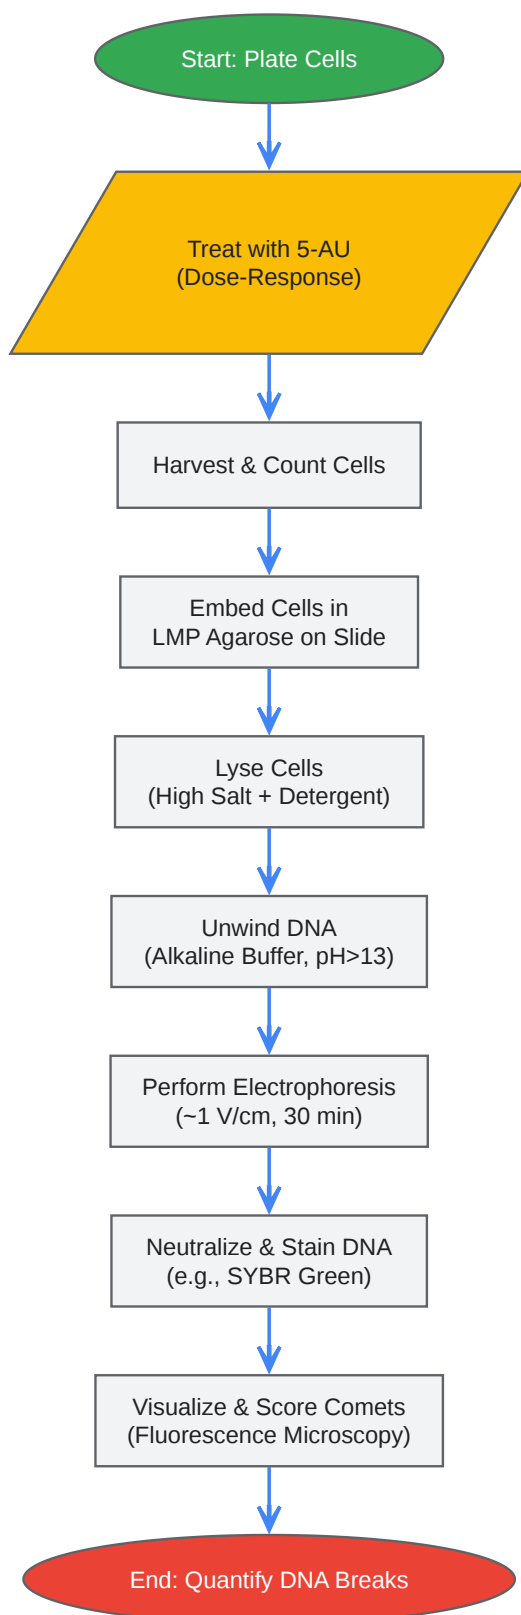 Start: Plate Cells
Treat with 5-AU
(Dose-Response)
Harvest & Count Cells
Embed Cells in
LMP Agarose on Slide
Lyse Cells
(High Salt + Detergent)
Unwind DNA
(Alkaline Buffer, pH>13)
Perform Electrophoresis
(~1 V/cm, 30 min)
Neutralize & Stain DNA
(e.g., SYBR Green)
Visualize & Score Comets
(Fluorescence Microscopy)
End: Quantify DNA Breaks